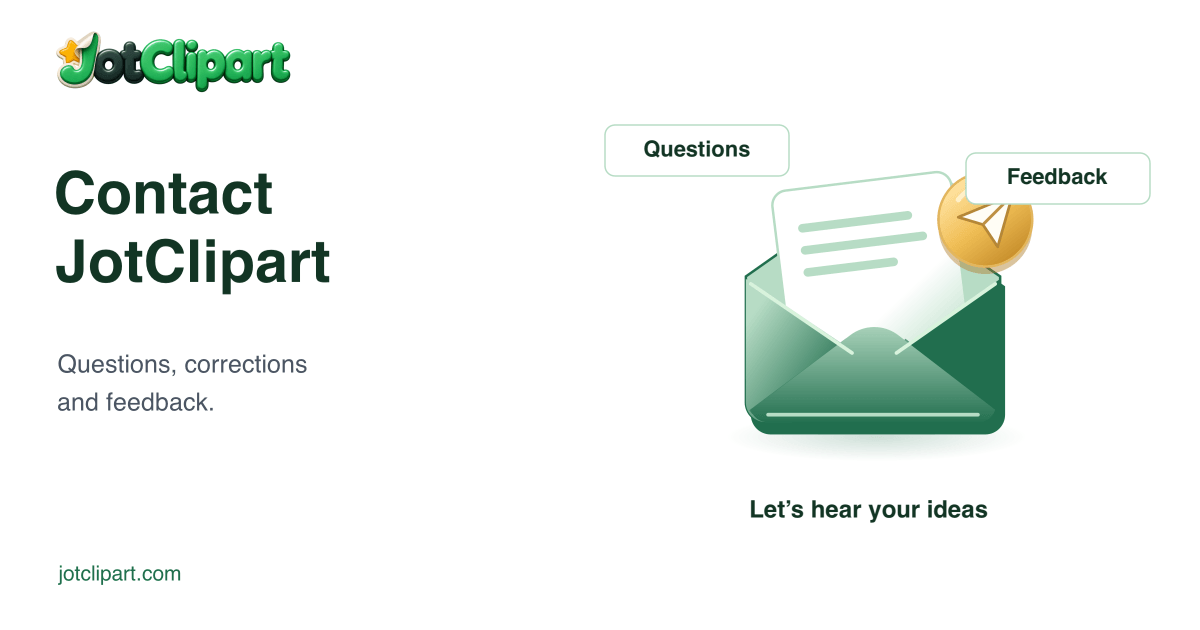 JotClipart
Contact
JotClipart
Questions, corrections
and feedback.
jotclipart.com
Questions
Feedback
Let’s hear your ideas